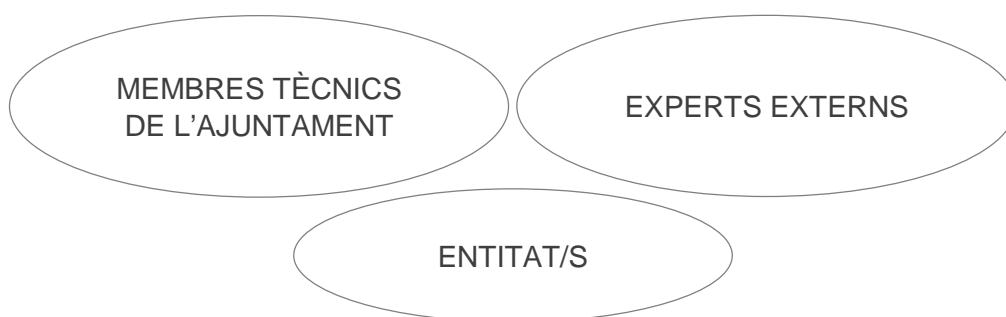 MEMBRES TÈCNICS
DE L’AJUNTAMENT
EXPERTS EXTERNS
ENTITAT/S